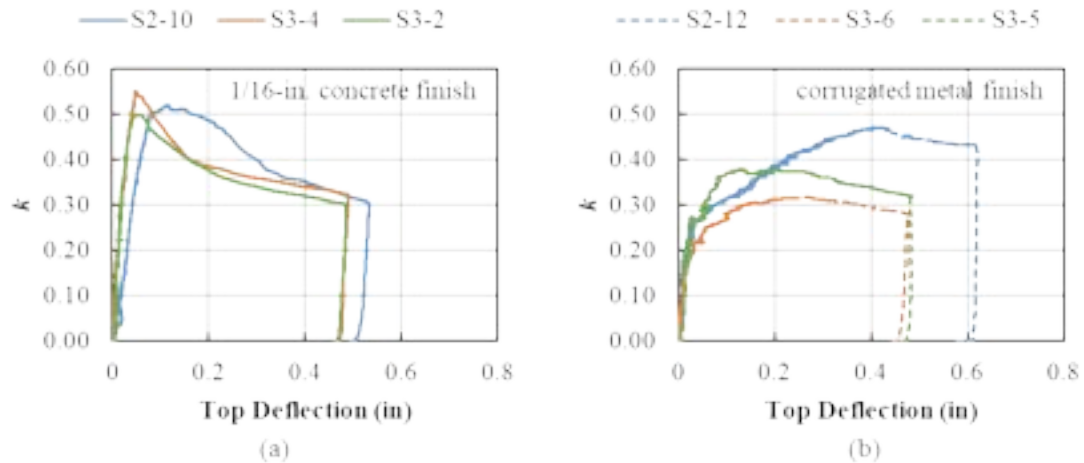 S2-10 S3-4 S3-2
0.60
0.50
0.40
0.30
0.20
0.10
0.00
k
1/16-in. concrete finish
0 0.2 0.4 0.6 0.8
Top Deflection (in)
(a)
S2-12 S3-6 S3-5
0.60
0.50
0.40
0.30
0.20
0.10
0.00
k
corrugated metal finish
0 0.2 0.4 0.6 0.8
Top Deflection (in)
(b)